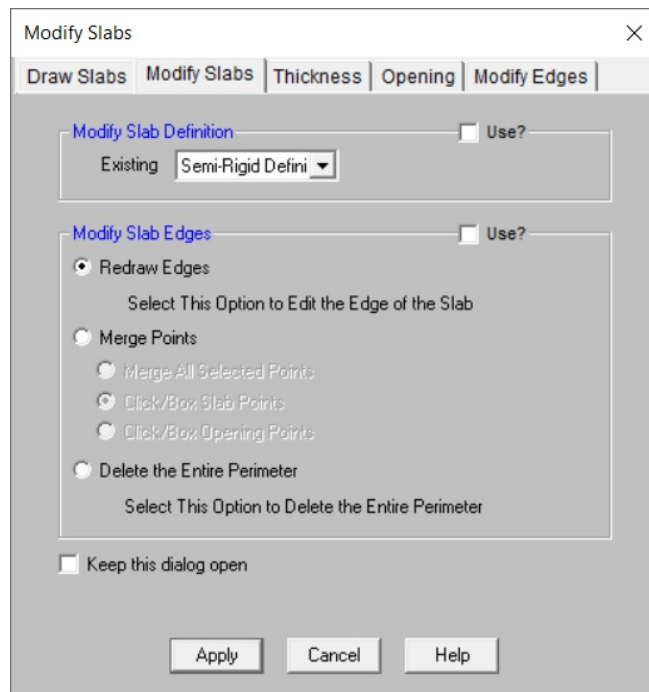 Modify Slabs
Draw Slabs Modify Slabs Thickness Opening Modify Edges
Modify Slab Definition Use?
Existing Semi-Rigid Defini
Modify Slab Edges Use?
Redraw Edges
Select This Option to Edit the Edge of the Slab
Merge Points
Merge All Selected Points
Click/Box Slab Points
Click/Box Opening Points
Delete the Entire Perimeter
Select This Option to Delete the Entire Perimeter
Keep this dialog open
Apply Cancel Help